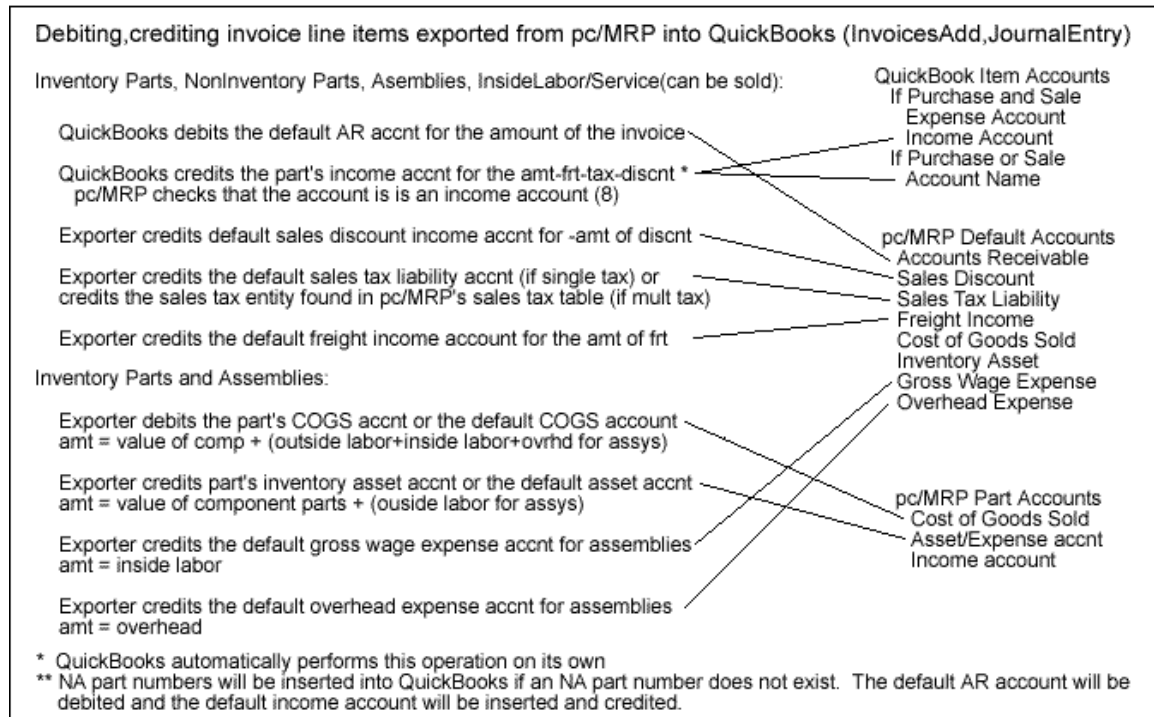 Debiting,crediting invoice line items exported from pc/MRP into QuickBooks (InvoicesAdd,JournalEntry)
Inventory Parts, NonInventory Parts, Asemblies, InsideLabor/Service(can be sold):
QuickBooks debits the default AR accnt for the amount of the invoice
QuickBooks credits the part's income accnt for the amt-frt-tax-discnt *
pc/MRP checks that the account is is an income account (8)
Exporter credits default sales discount income accnt for -amt of discnt
Exporter credits the default sales tax liability accnt (if single tax) or
credits the sales tax entity found in pc/MRP's sales tax table (if mult tax)
Exporter credits the default freight income account for the amt of frt
Inventory Parts and Assemblies:
Exporter debits the part's COGS accnt or the default COGS account
amt = value of comp + (outside labor+inside labor+ovrhd for assys)
Exporter credits part's inventory asset accnt or the default asset accnt
amt = value of component parts + (ouside labor for assys)
Exporter credits the default gross wage expense accnt for assemblies
amt = inside labor
Exporter credits the default overhead expense accnt for assemblies
amt = overhead
QuickBook Item Accounts
If Purchase and Sale
Expense Account
Income Account
If Purchase or Sale
Account Name
pc/MRP Default Accounts
Accounts Receivable
Sales Discount
Sales Tax Liability
Freight Income
Cost of Goods Sold
Inventory Asset
Gross Wage Expense
Overhead Expense
pc/MRP Part Accounts
Cost of Goods Sold
Asset/Expense accnt
Income account
* QuickBooks automatically performs this operation on its own
** NA part numbers will be inserted into QuickBooks if an NA part number does not exist. The default AR account will be
debited and the default income account will be inserted and credited.